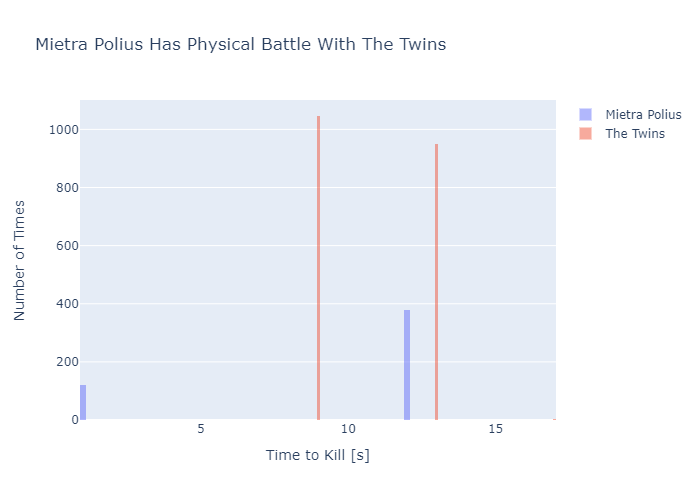 Mietra Polius Has Physical Battle With The Twins
Mietra Polius
The Twins
1000
800
600
400
200
0
Number of Times
5
10
15
Time to Kill [s]